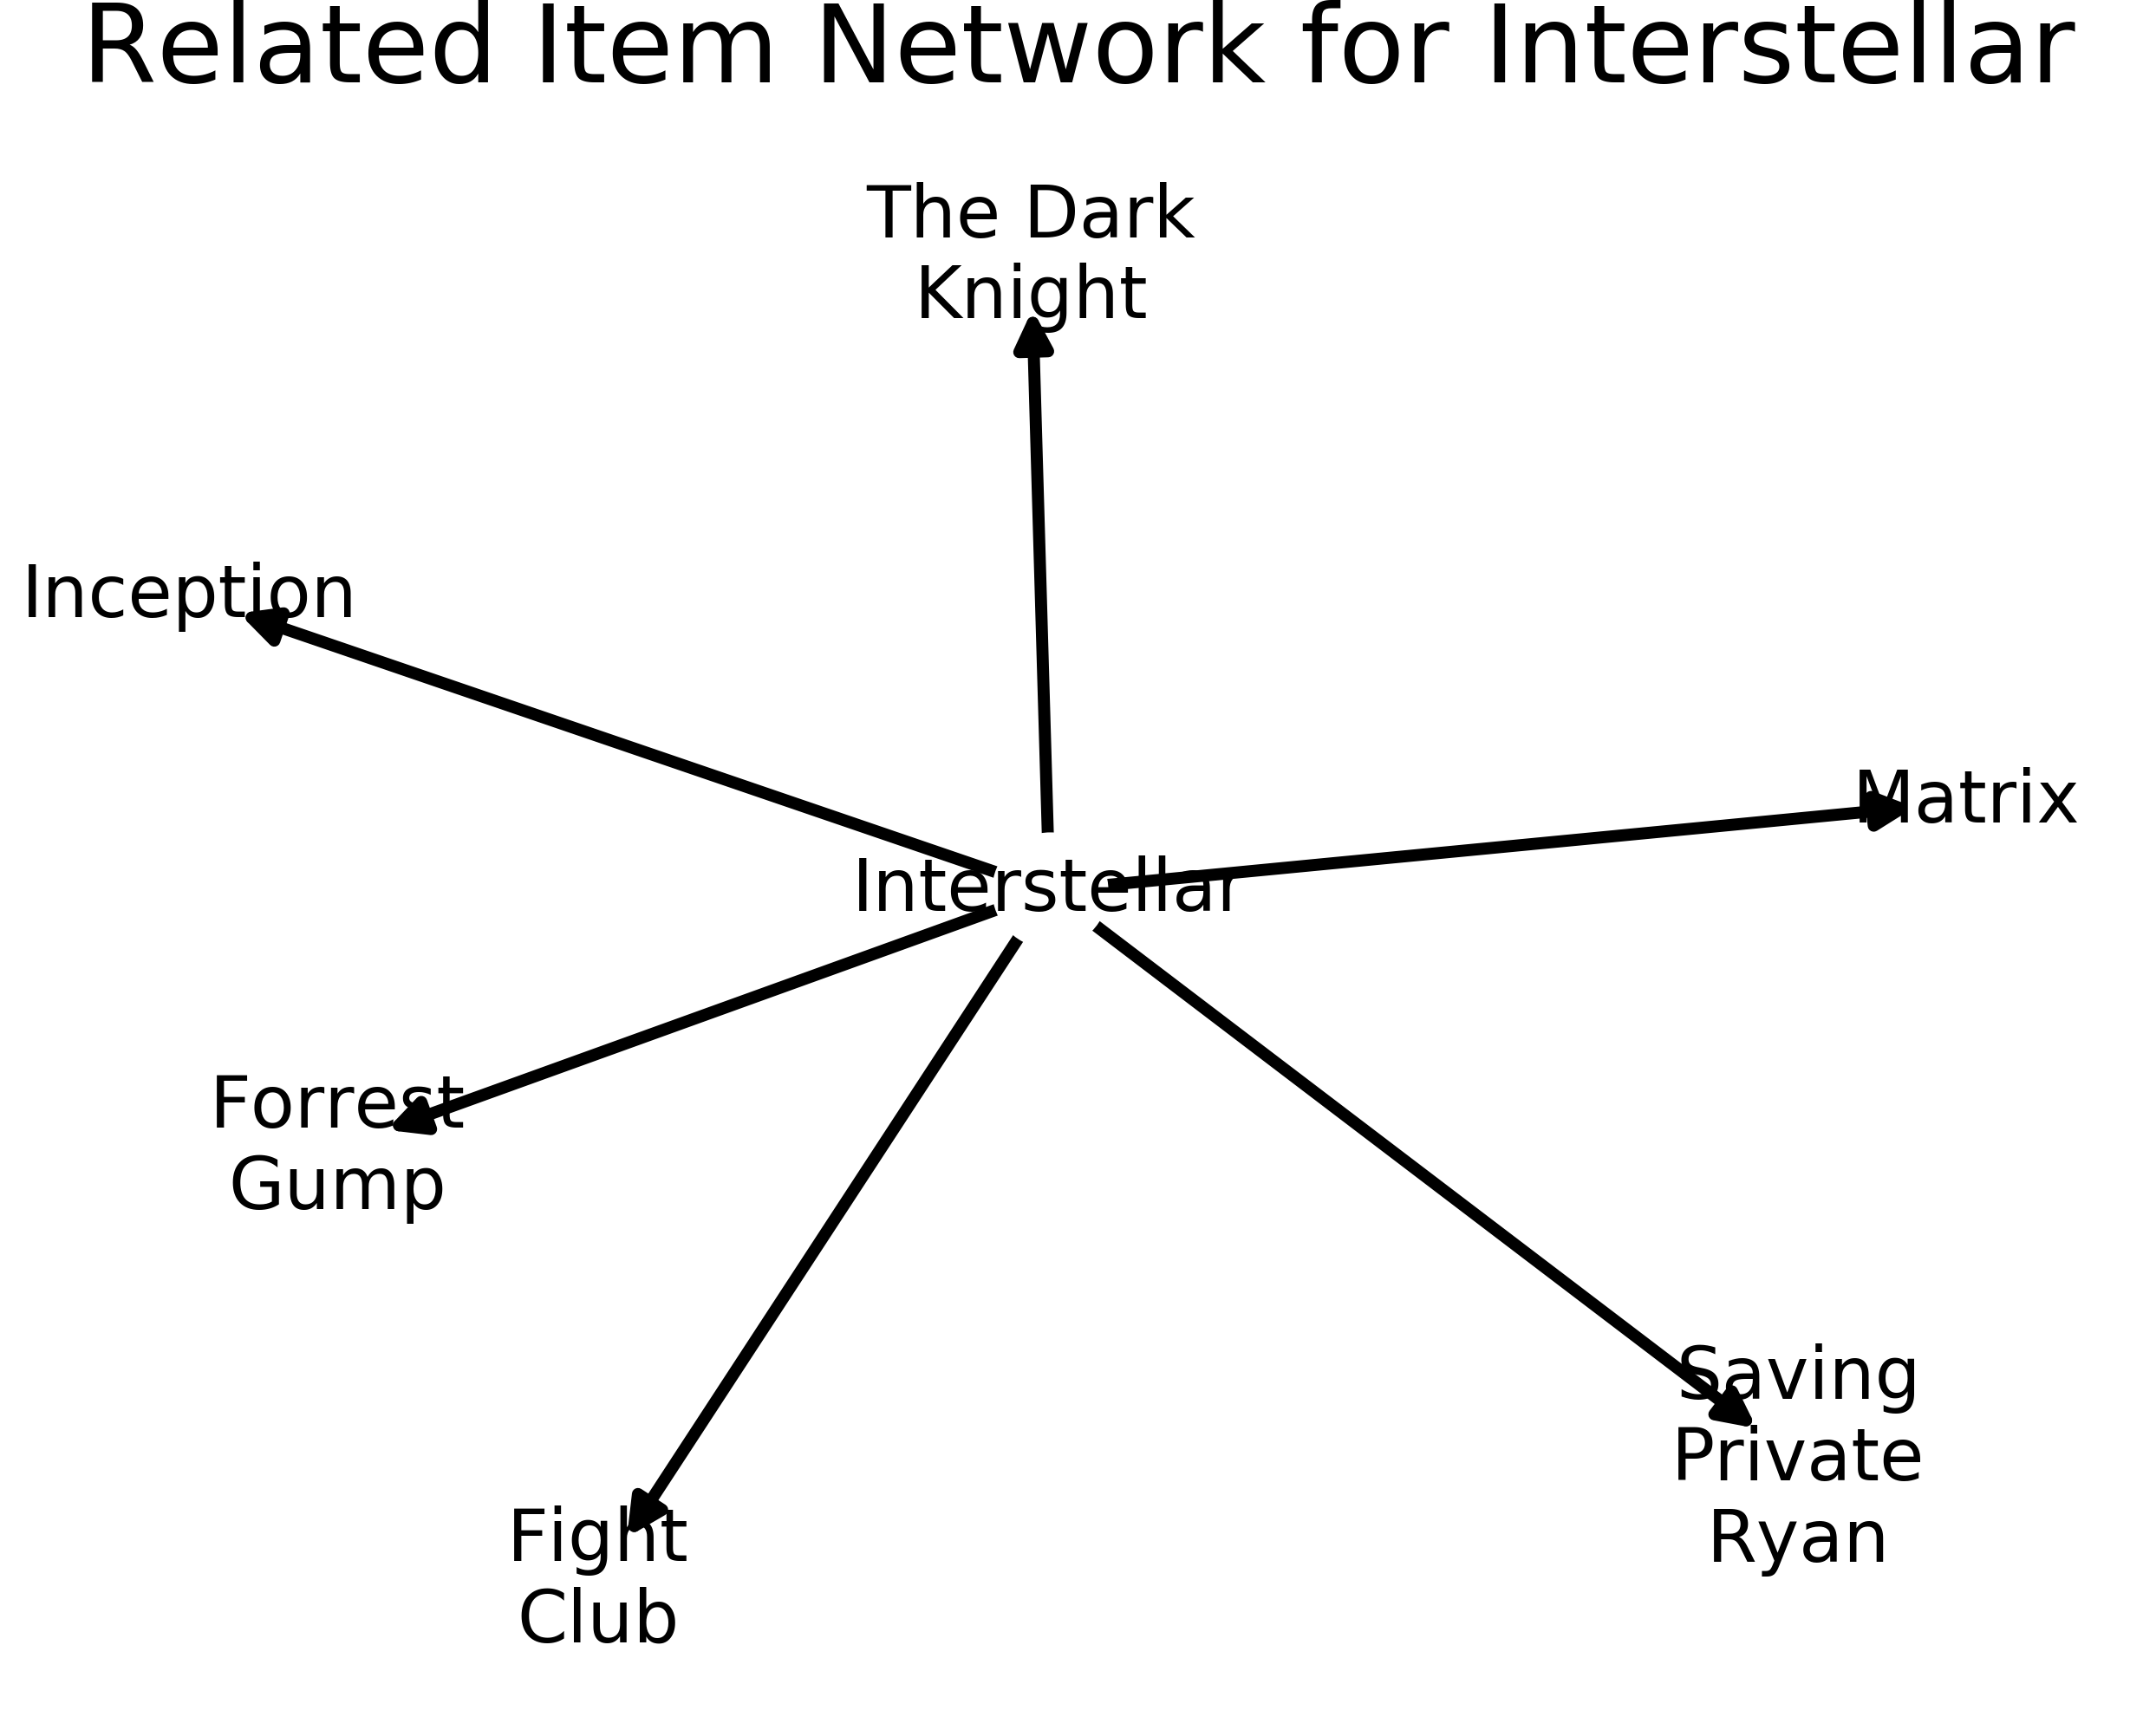 Related Item Network for Interstellar
The Dark
Knight
Inception
Matrix
Interstellar
Forrest
Gump
Saving
Private
Ryan
Fight
Club